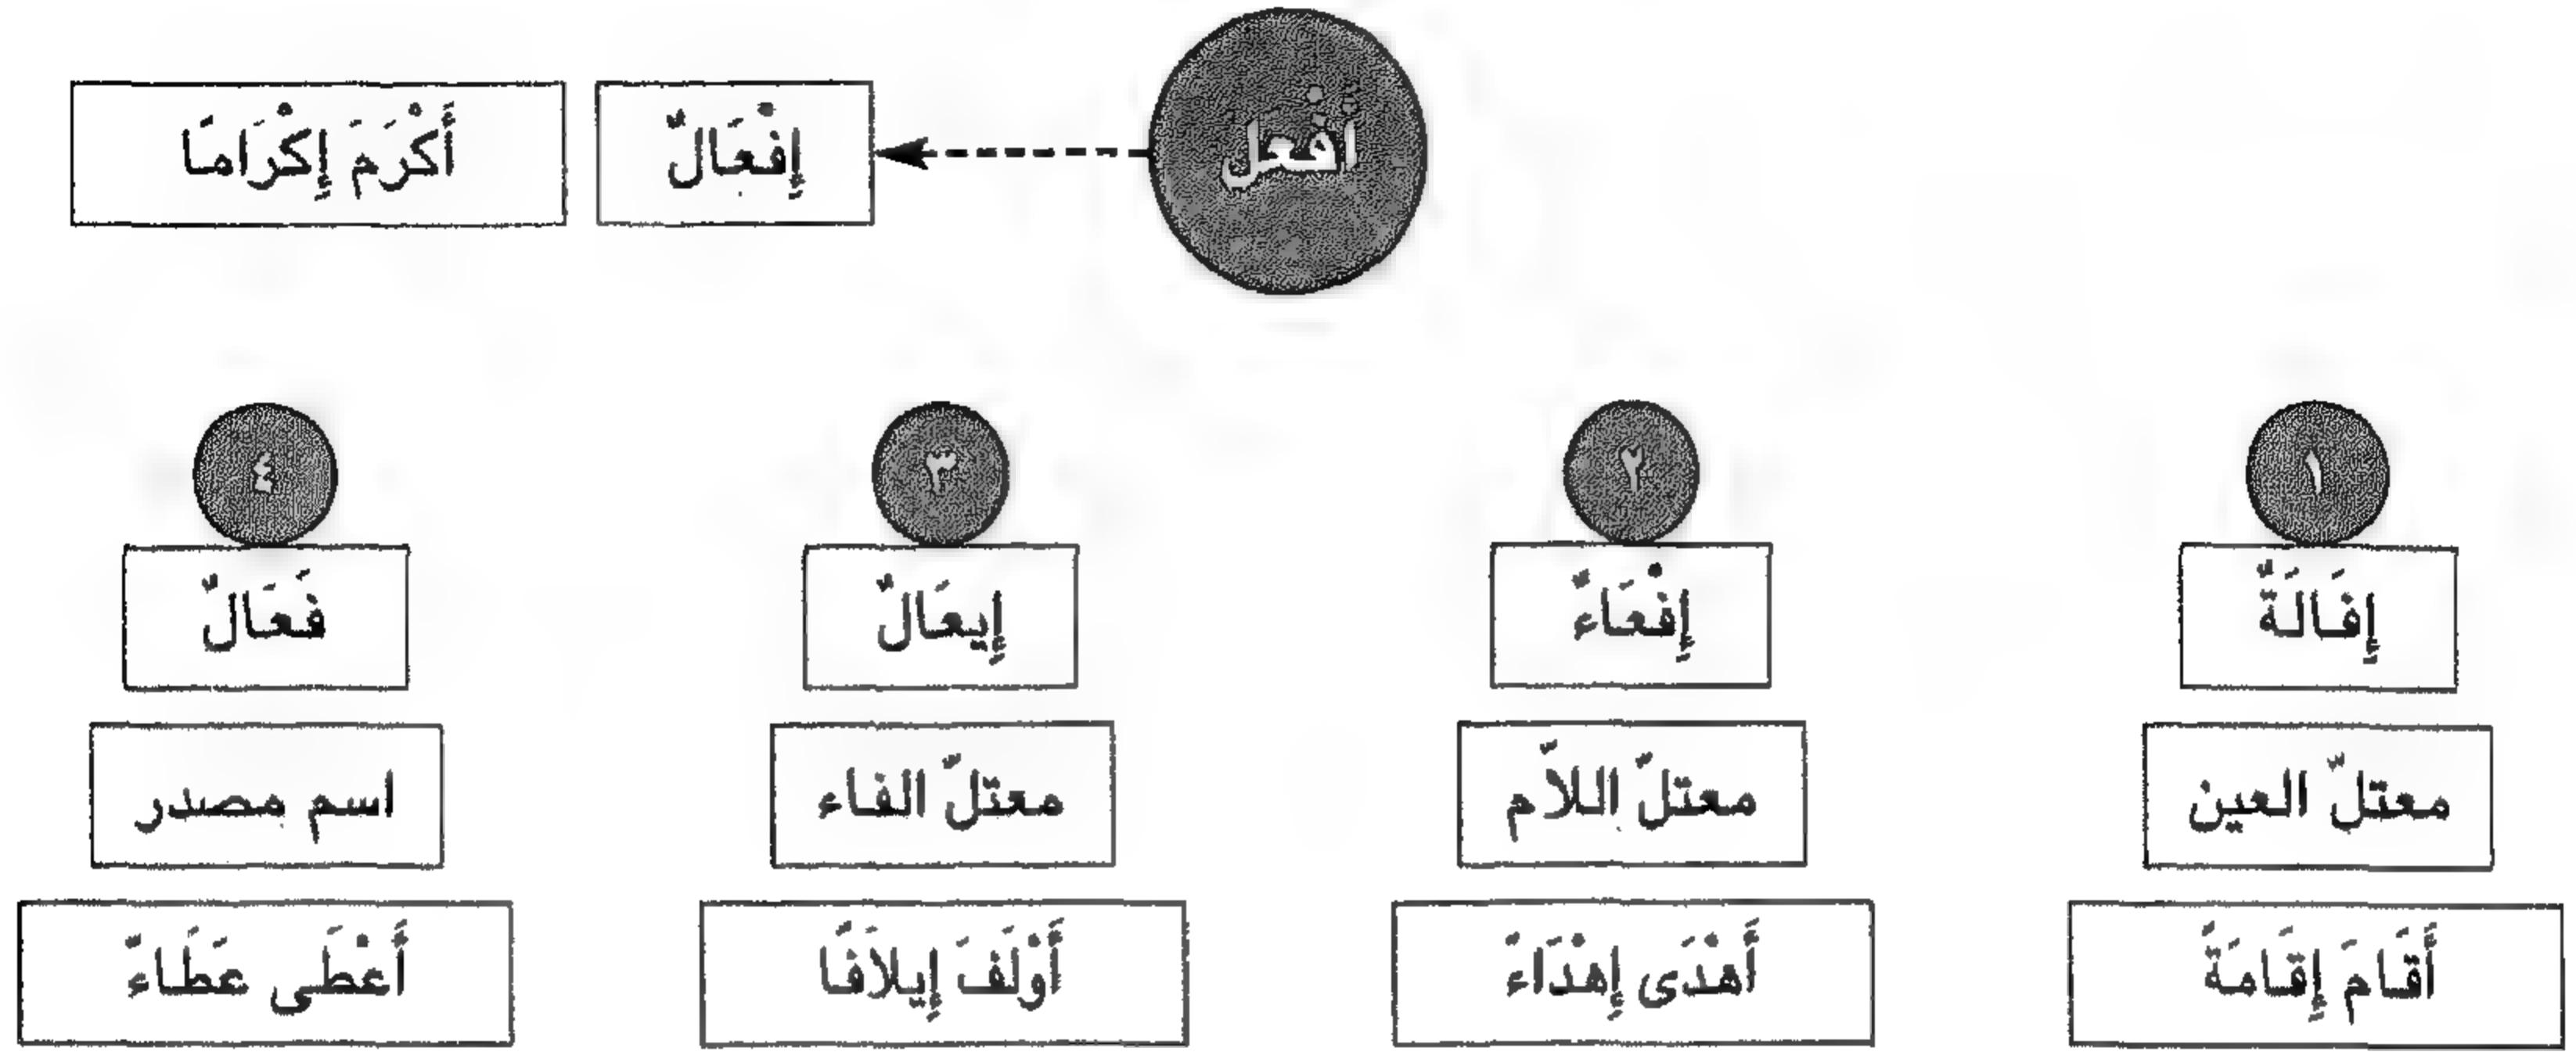 أفعل
إِفْعَالٌ
أَكْرَمَ إِكْرَامًا
١
إِفَالَةٌ
معتلّ العين
أَقَامَ إِقَامَةً
٢
إِفْعَاءٌ
معتلّ اللاّم
أَهْدَى إِهْدَاءً
٣
إِيعَالٌ
معتلّ الفاء
أَوْلَفَ إِيلاَفًا
٤
فَعَالٌ
اسم مصدر
أَعْطَى عَطَاءً